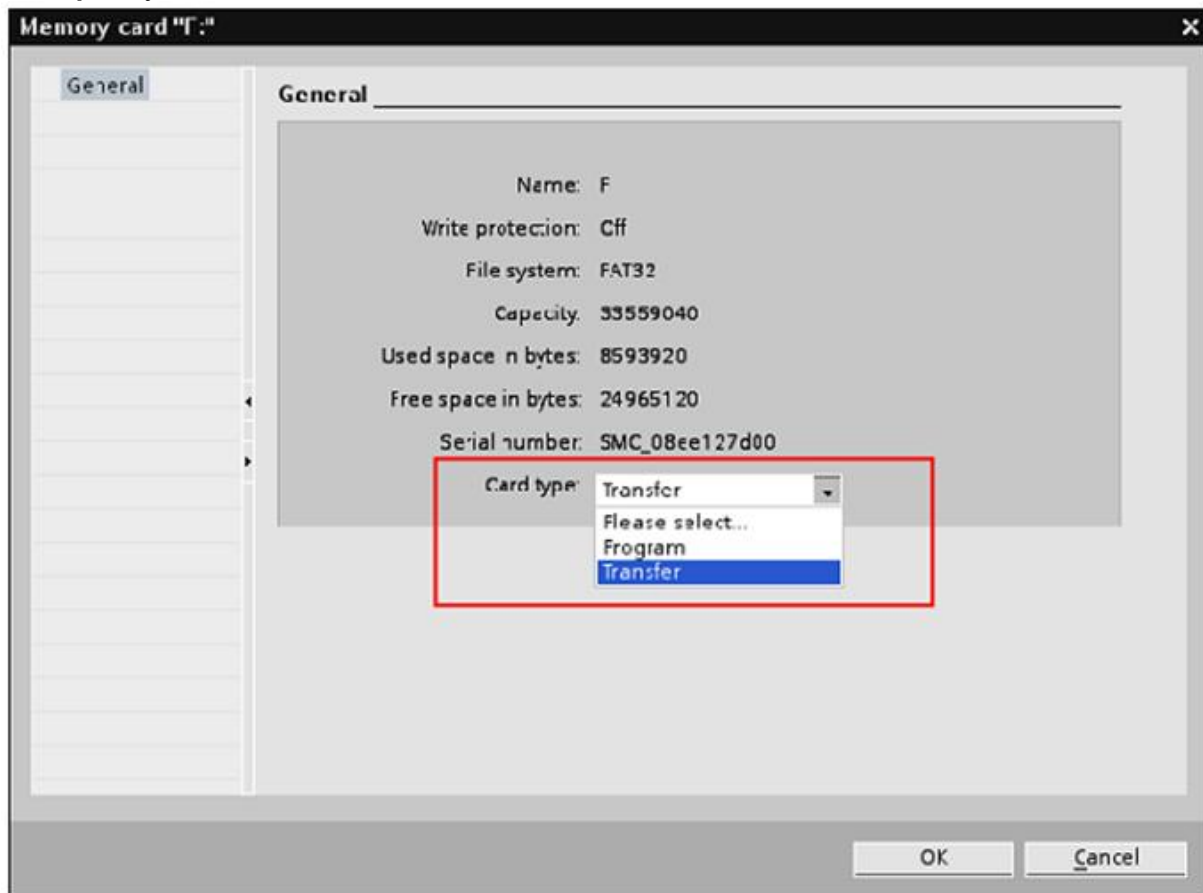 Memory card "F:"
General
General
Name: F
Write protection: Off
File system: FAT32
Capacity: 33559040
Used space in bytes: 8593920
Free space in bytes: 24965120
Serial number: SMC_08ee127d00
Card type: Transfer
Please select...
Program
Transfer
OK
Cancel